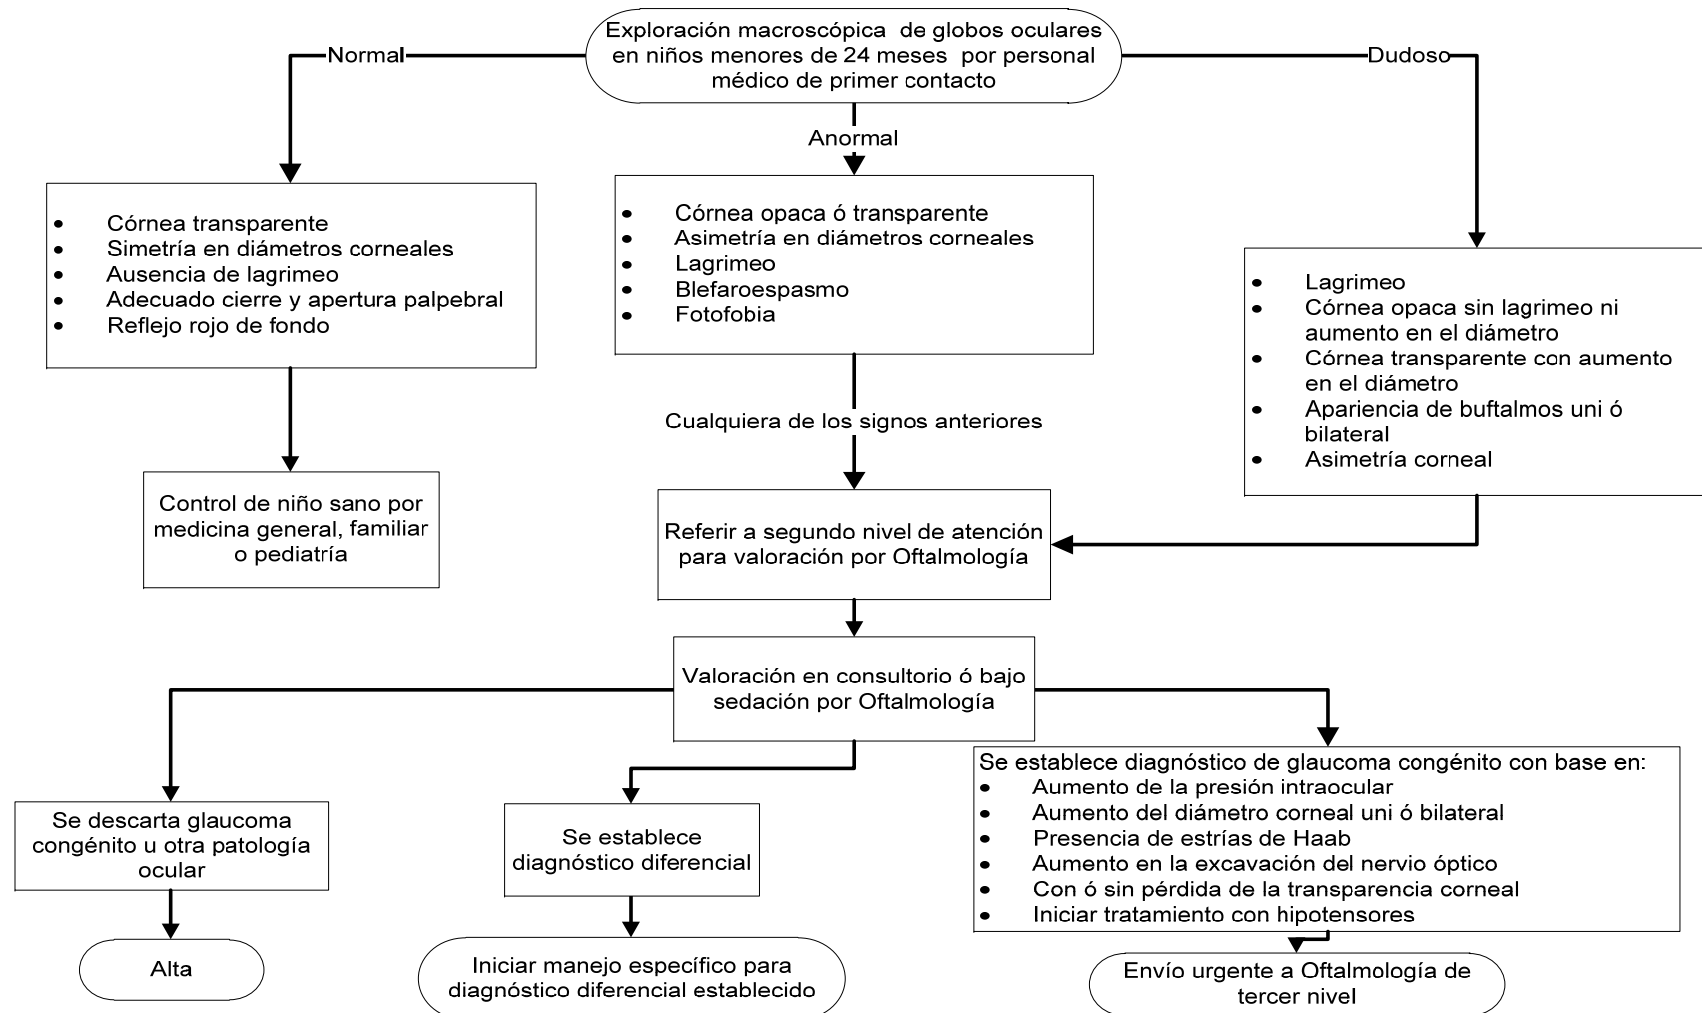 Exploración macroscópica de globos oculares
en niños menores de 24 meses por personal
médico de primer contacto
Normal
Anormal
Dudoso
• Córnea transparente
• Simetría en diámetros corneales
• Ausencia de lagrimeo
• Adecuado cierre y apertura palpebral
• Reflejo rojo de fondo
• Córnea opaca ó transparente
• Asimetría en diámetros corneales
• Lagrimeo
• Blefaroespasmo
• Fotofobia
• Lagrimeo
• Córnea opaca sin lagrimeo ni
aumento en el diámetro
• Córnea transparente con aumento
en el diámetro
• Apariencia de buftalmos uni ó
bilateral
• Asimetría corneal
Cualquiera de los signos anteriores
Control de niño sano por
medicina general, familiar
o pediatría
Referir a segundo nivel de atención
para valoración por Oftalmología
Valoración en consultorio ó bajo
sedación por Oftalmología
Se descarta glaucoma
congénito u otra patología
ocular
Se establece
diagnóstico diferencial
Se establece diagnóstico de glaucoma congénito con base en:
• Aumento de la presión intraocular
• Aumento del diámetro corneal uni ó bilateral
• Presencia de estrías de Haab
• Aumento en la excavación del nervio óptico
• Con ó sin pérdida de la transparencia corneal
• Iniciar tratamiento con hipotensores
Alta
Iniciar manejo específico para
diagnóstico diferencial establecido
Envío urgente a Oftalmología de
tercer nivel